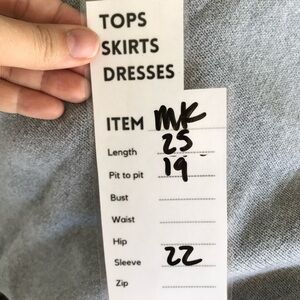 TOPS
SKIRTS
DRESSES
ITEM MK
Length 25
Pit to pit 19
Bust
Waist
Hip
Sleeve 22
Zip